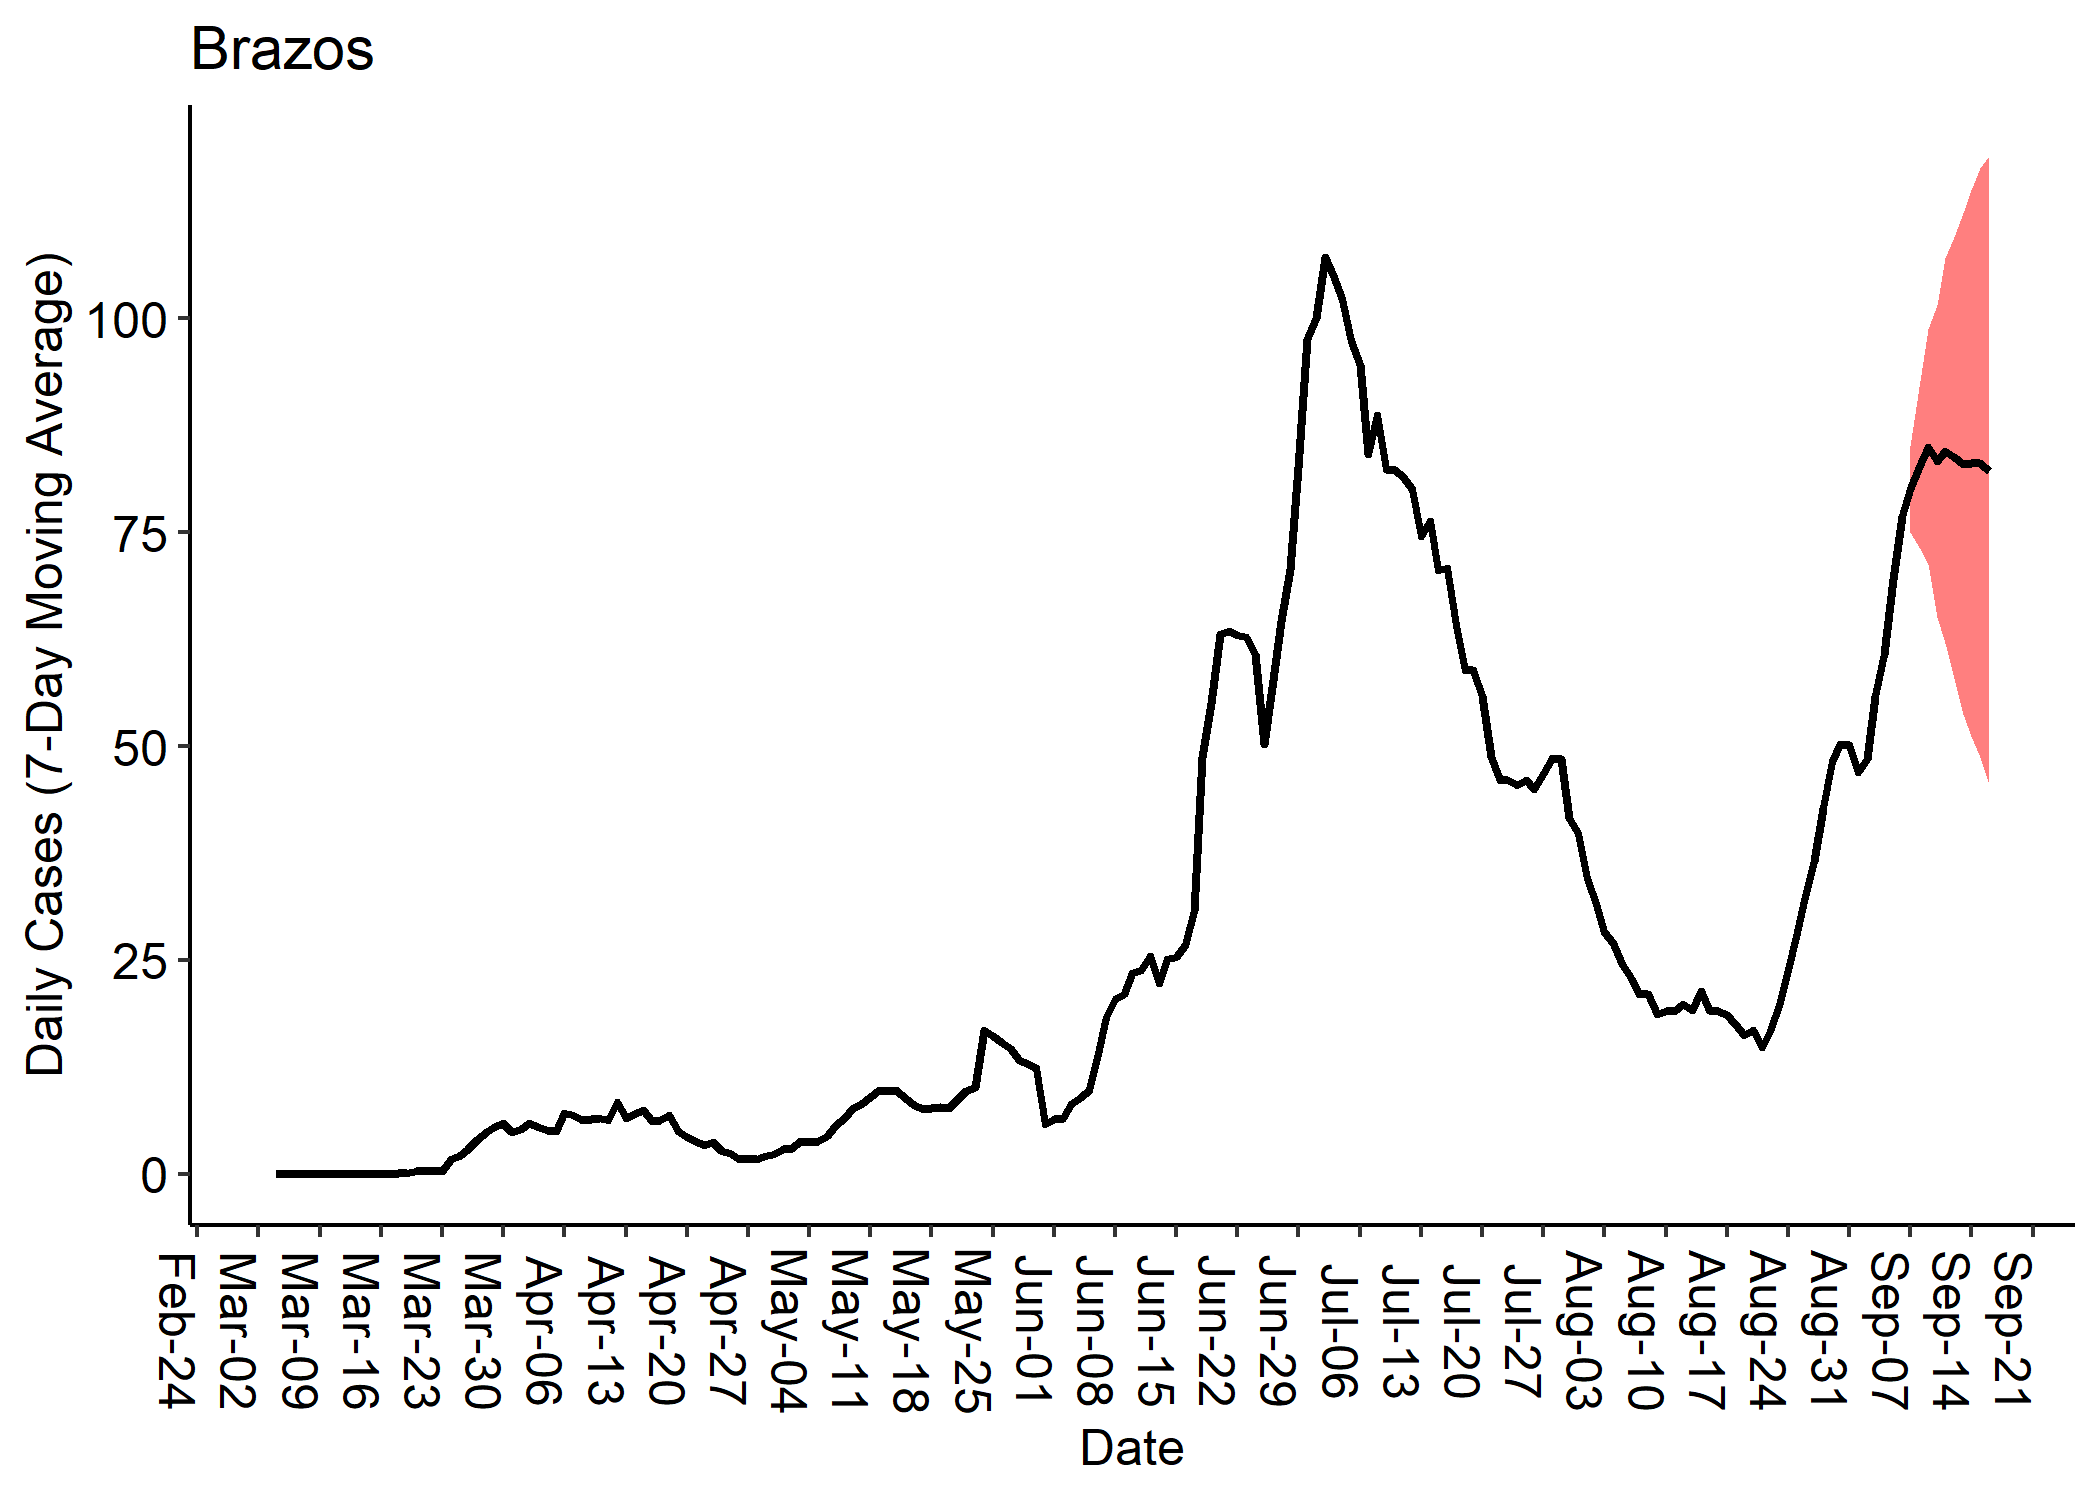 Brazos
Daily Cases (7-Day Moving Average)
100
75
50
25
0
Feb-24
Mar-02
Mar-09
Mar-16
Mar-23
Mar-30
Apr-06
Apr-13
Apr-20
Apr-27
May-04
May-11
May-18
May-25
Jun-01
Jun-08
Jun-15
Jun-22
Jun-29
Jul-06
Jul-13
Jul-20
Jul-27
Aug-03
Aug-10
Aug-17
Aug-24
Aug-31
Sep-07
Sep-14
Sep-21
Date